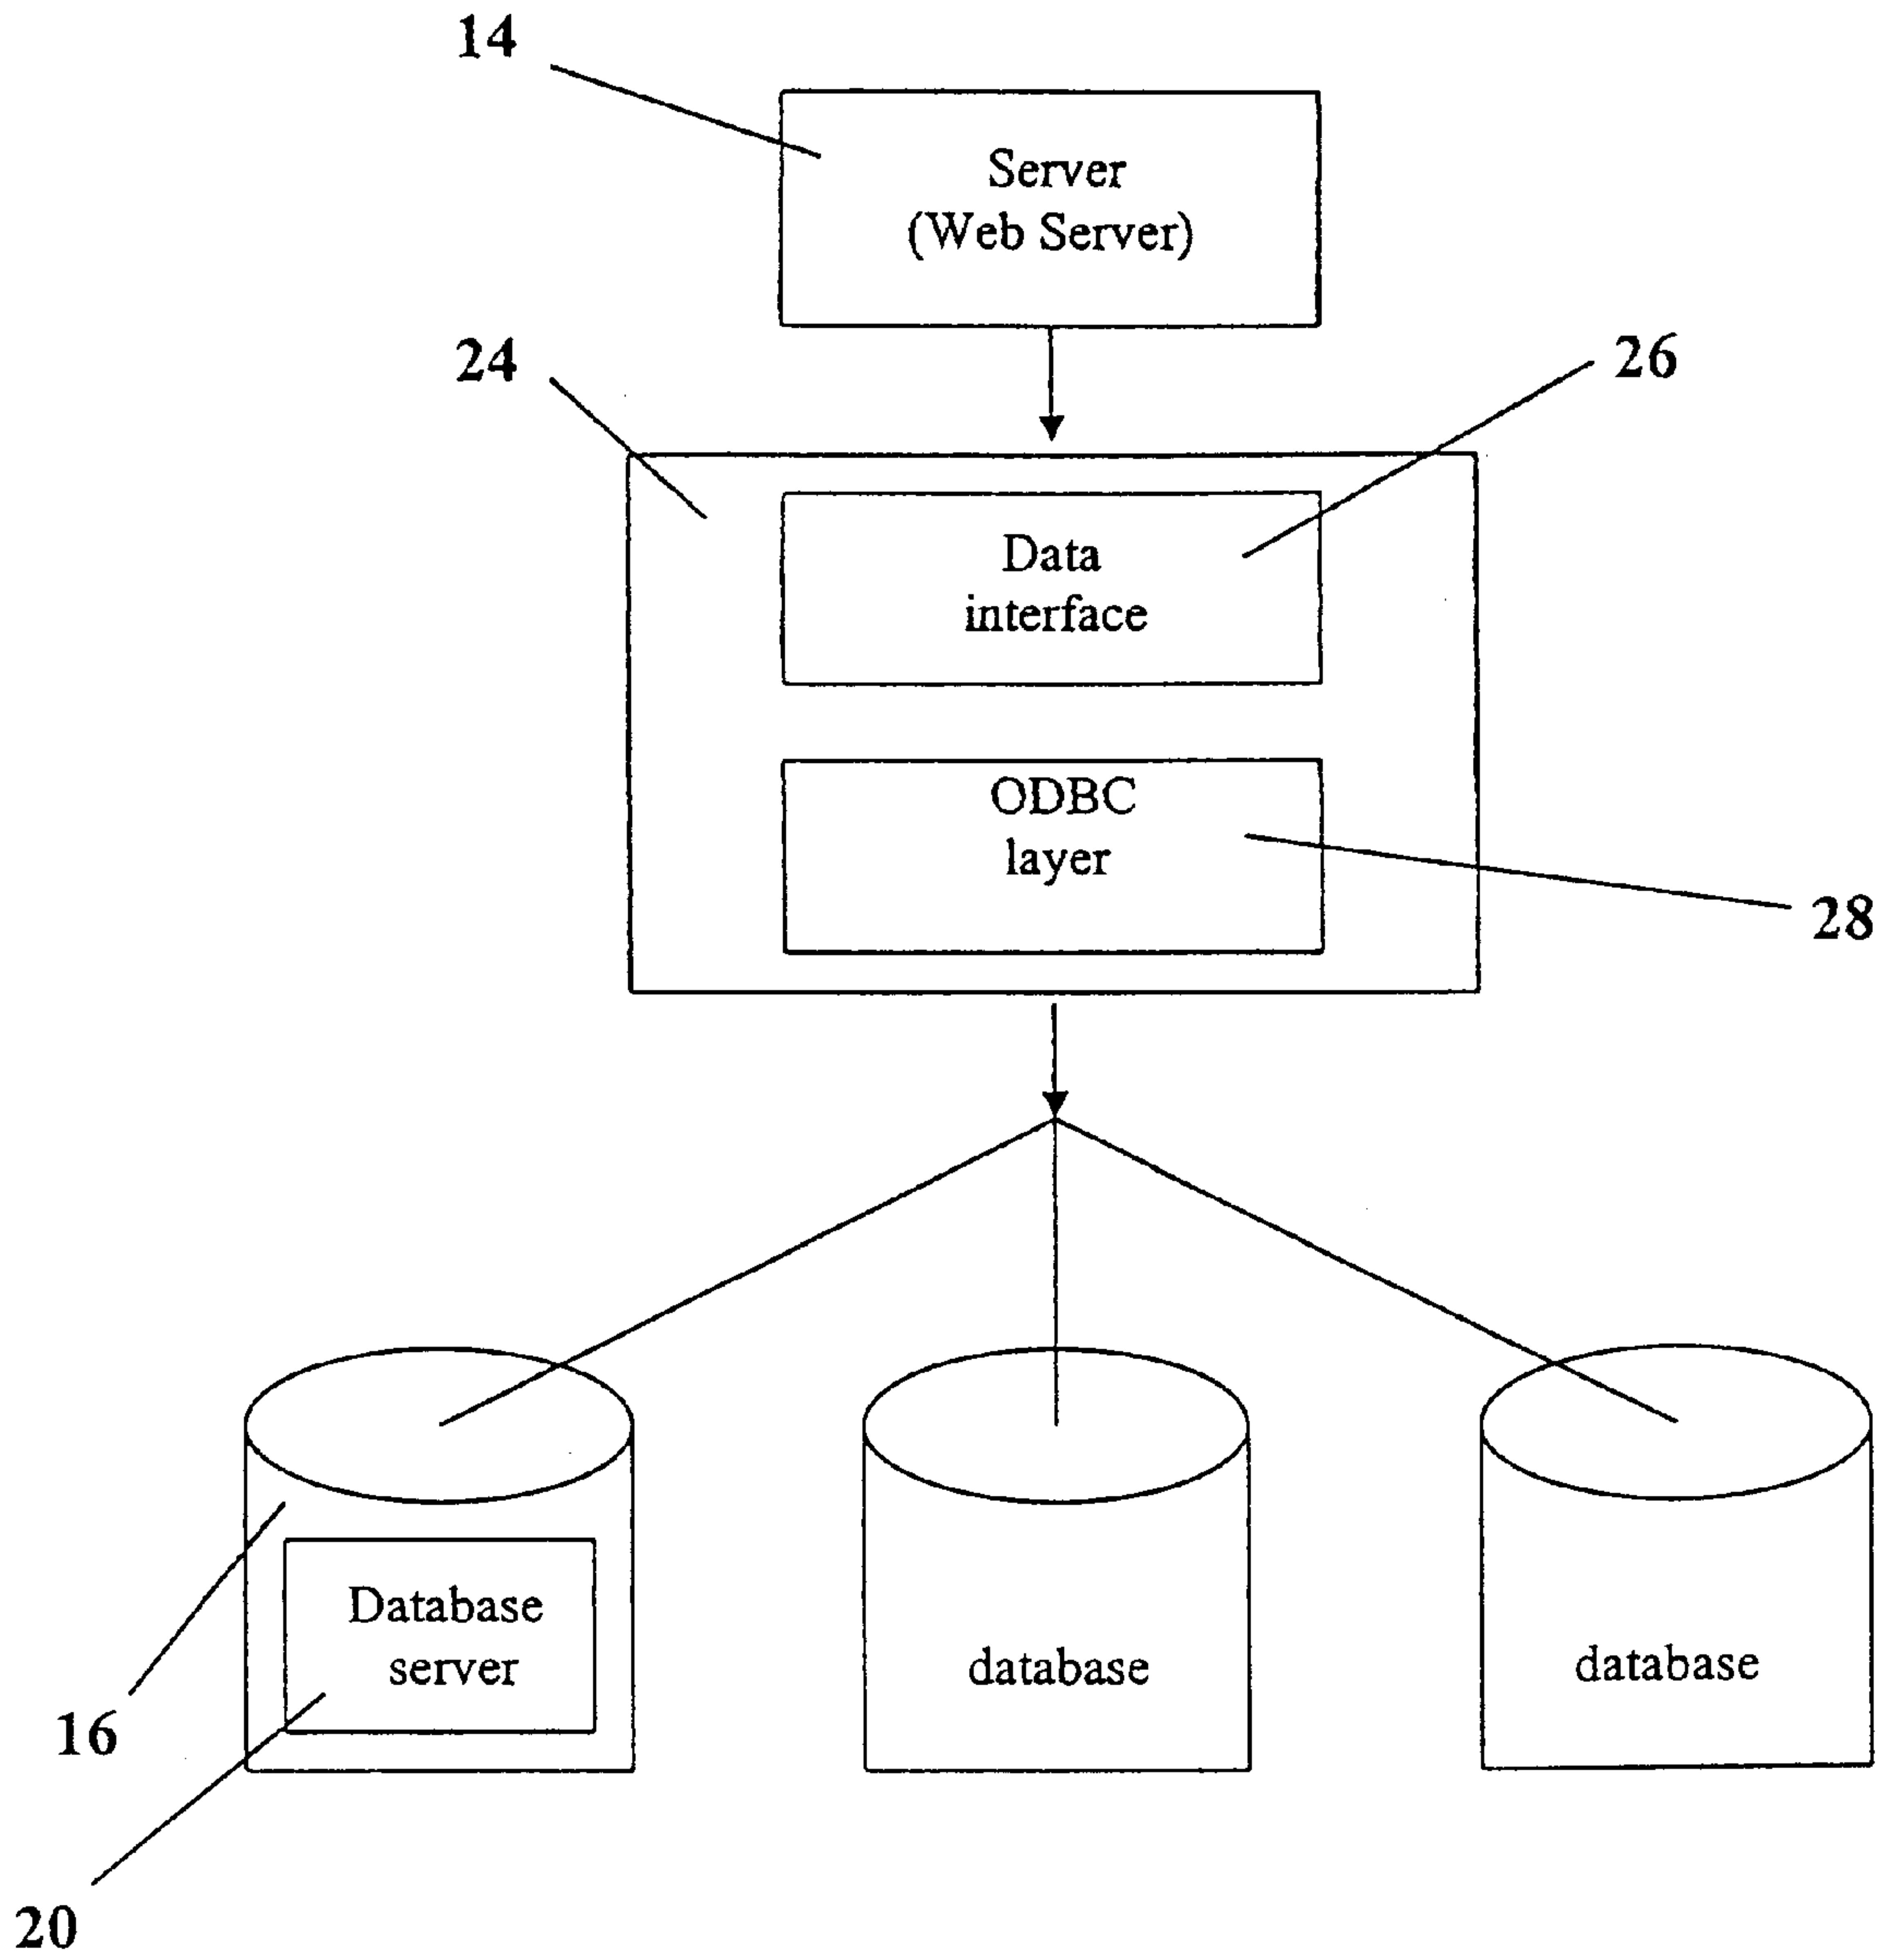 14
Server
(Web Server)
24
26
Data
interface
ODBC
layer
28
Database
server
database
database
16
20